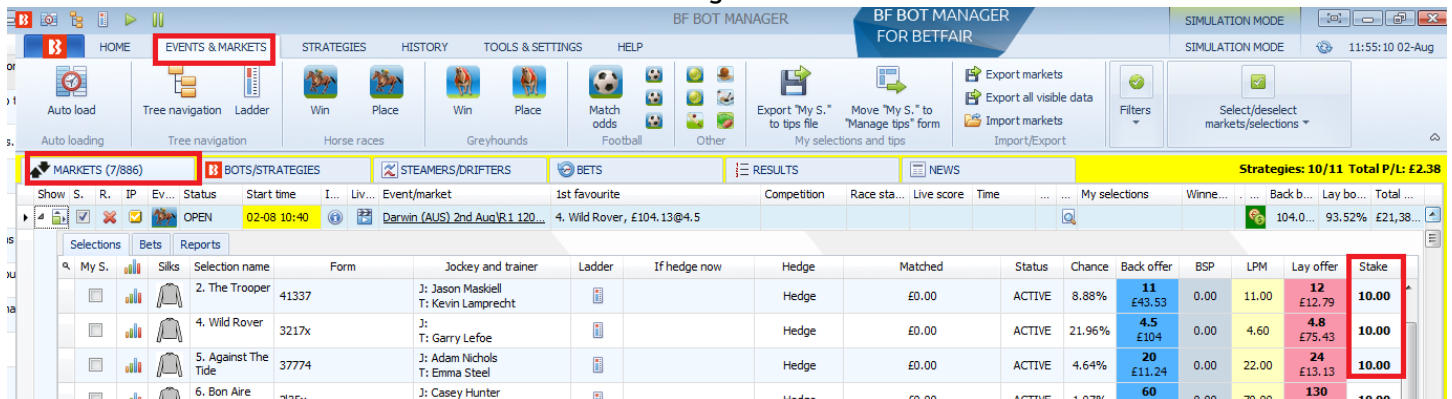 BF BOT MANAGER
BF BOT MANAGER
FOR BETFAIR
SIMULATION MODE
HOME EVENTS & MARKETS STRATEGIES HISTORY TOOLS & SETTINGS HELP
SIMULATION MODE 11:55:10 02-Aug
Auto load Tree navigation Ladder Win Place Win Place Match odds Export "My S." to tips file Move "My S." to "Manage tips" form Export markets Export all visible data Import markets Filters Select/deselect markets/selections
Auto loading Tree navigation Horse races Greyhounds Football Other My selections and tips Import/Export
MARKETS (7/886) BOTS/STRATEGIES STEAMERS/DRIFTERS BETS RESULTS NEWS Strategies: 10/11 Total P/L: £2.38
Show S. R. IP Ev... Status Start time I... Liv... Event/market 1st favourite Competition Race sta... Live score Time ... ... My selections Winne... . Back b... Lay bo... Total ...
OPEN 02-08 10:40 Darwin (AUS) 2nd Aug\R1 120... 4. Wild Rover, £104.13@4.5 104.0... 93.52% £21,38...
Selections Bets Reports
My S. Silks Selection name Form Jockey and trainer Ladder If hedge now Hedge Matched Status Chance Back offer BSP LPM Lay offer Stake
2. The Trooper 41337 J: Jason Maskiell Hedge £0.00 ACTIVE 8.88% 11 0.00 11.00 12 10.00
T: Kevin Lamprecht £43.53 £12.79
4. Wild Rover 3217x J: Hedge £0.00 ACTIVE 21.96% 4.5 0.00 4.60 4.8 10.00
T: Garry Lefoe £104 £75.43
5. Against The Tide 37774 J: Adam Nichols Hedge £0.00 ACTIVE 4.64% 20 0.00 22.00 24 10.00
T: Emma Steel £11.24 £13.13
6. Bon Aire J: Casey Hunter 60 130